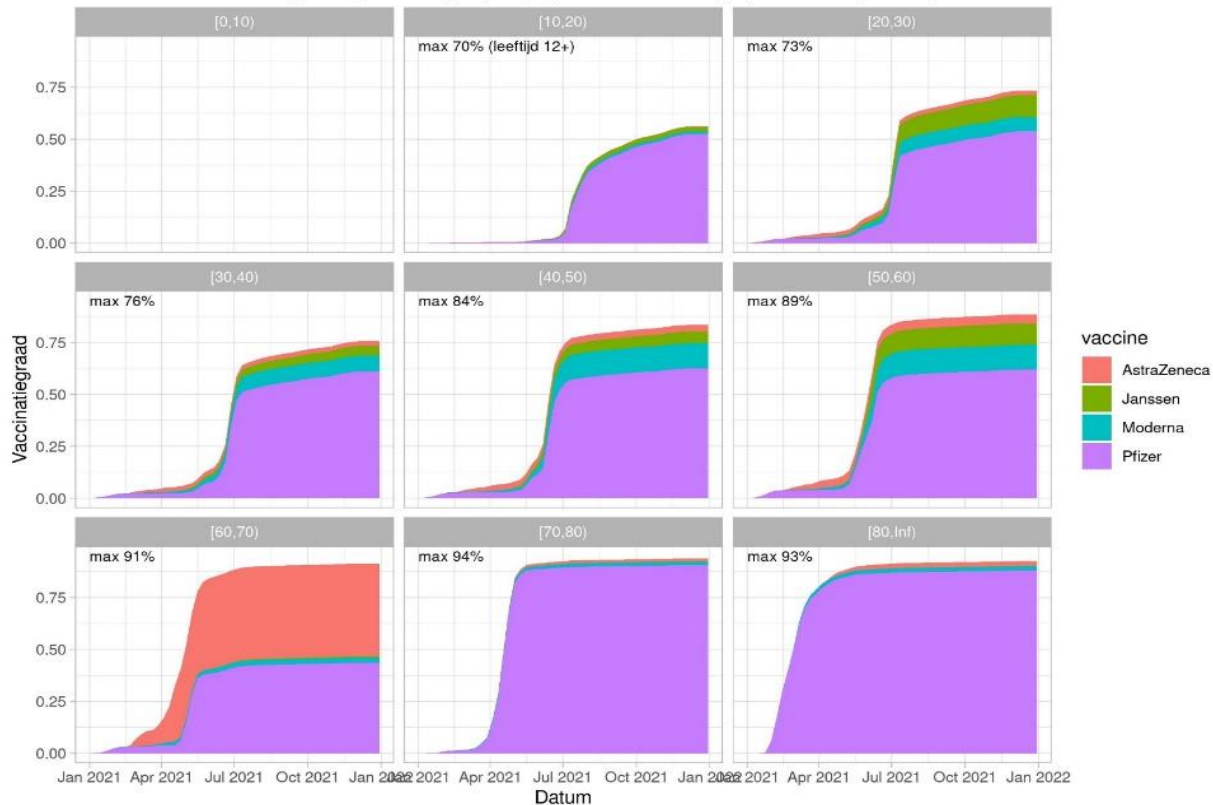 [0,10)
[10,20)
[20,30)
max 70% (leeftijd 12+)
max 73%
0.75
0.50
0.25
0.00
[30,40)
[40,50)
[50,60)
max 76%
max 84%
max 89%
0.75
0.50
0.25
0.00
Vaccinatiegraad
vaccine
AstraZeneca
Janssen
Moderna
Pfizer
[60,70)
[70,80)
[80,Inf)
max 91%
max 94%
max 93%
0.75
0.50
0.25
0.00
Jan 2021 Apr 2021 Jul 2021 Oct 2021 Jan 2022
Apr 2021 Jul 2021 Oct 2021 Jan 2022
Apr 2021 Jul 2021 Oct 2021 Jan 2022
Datum